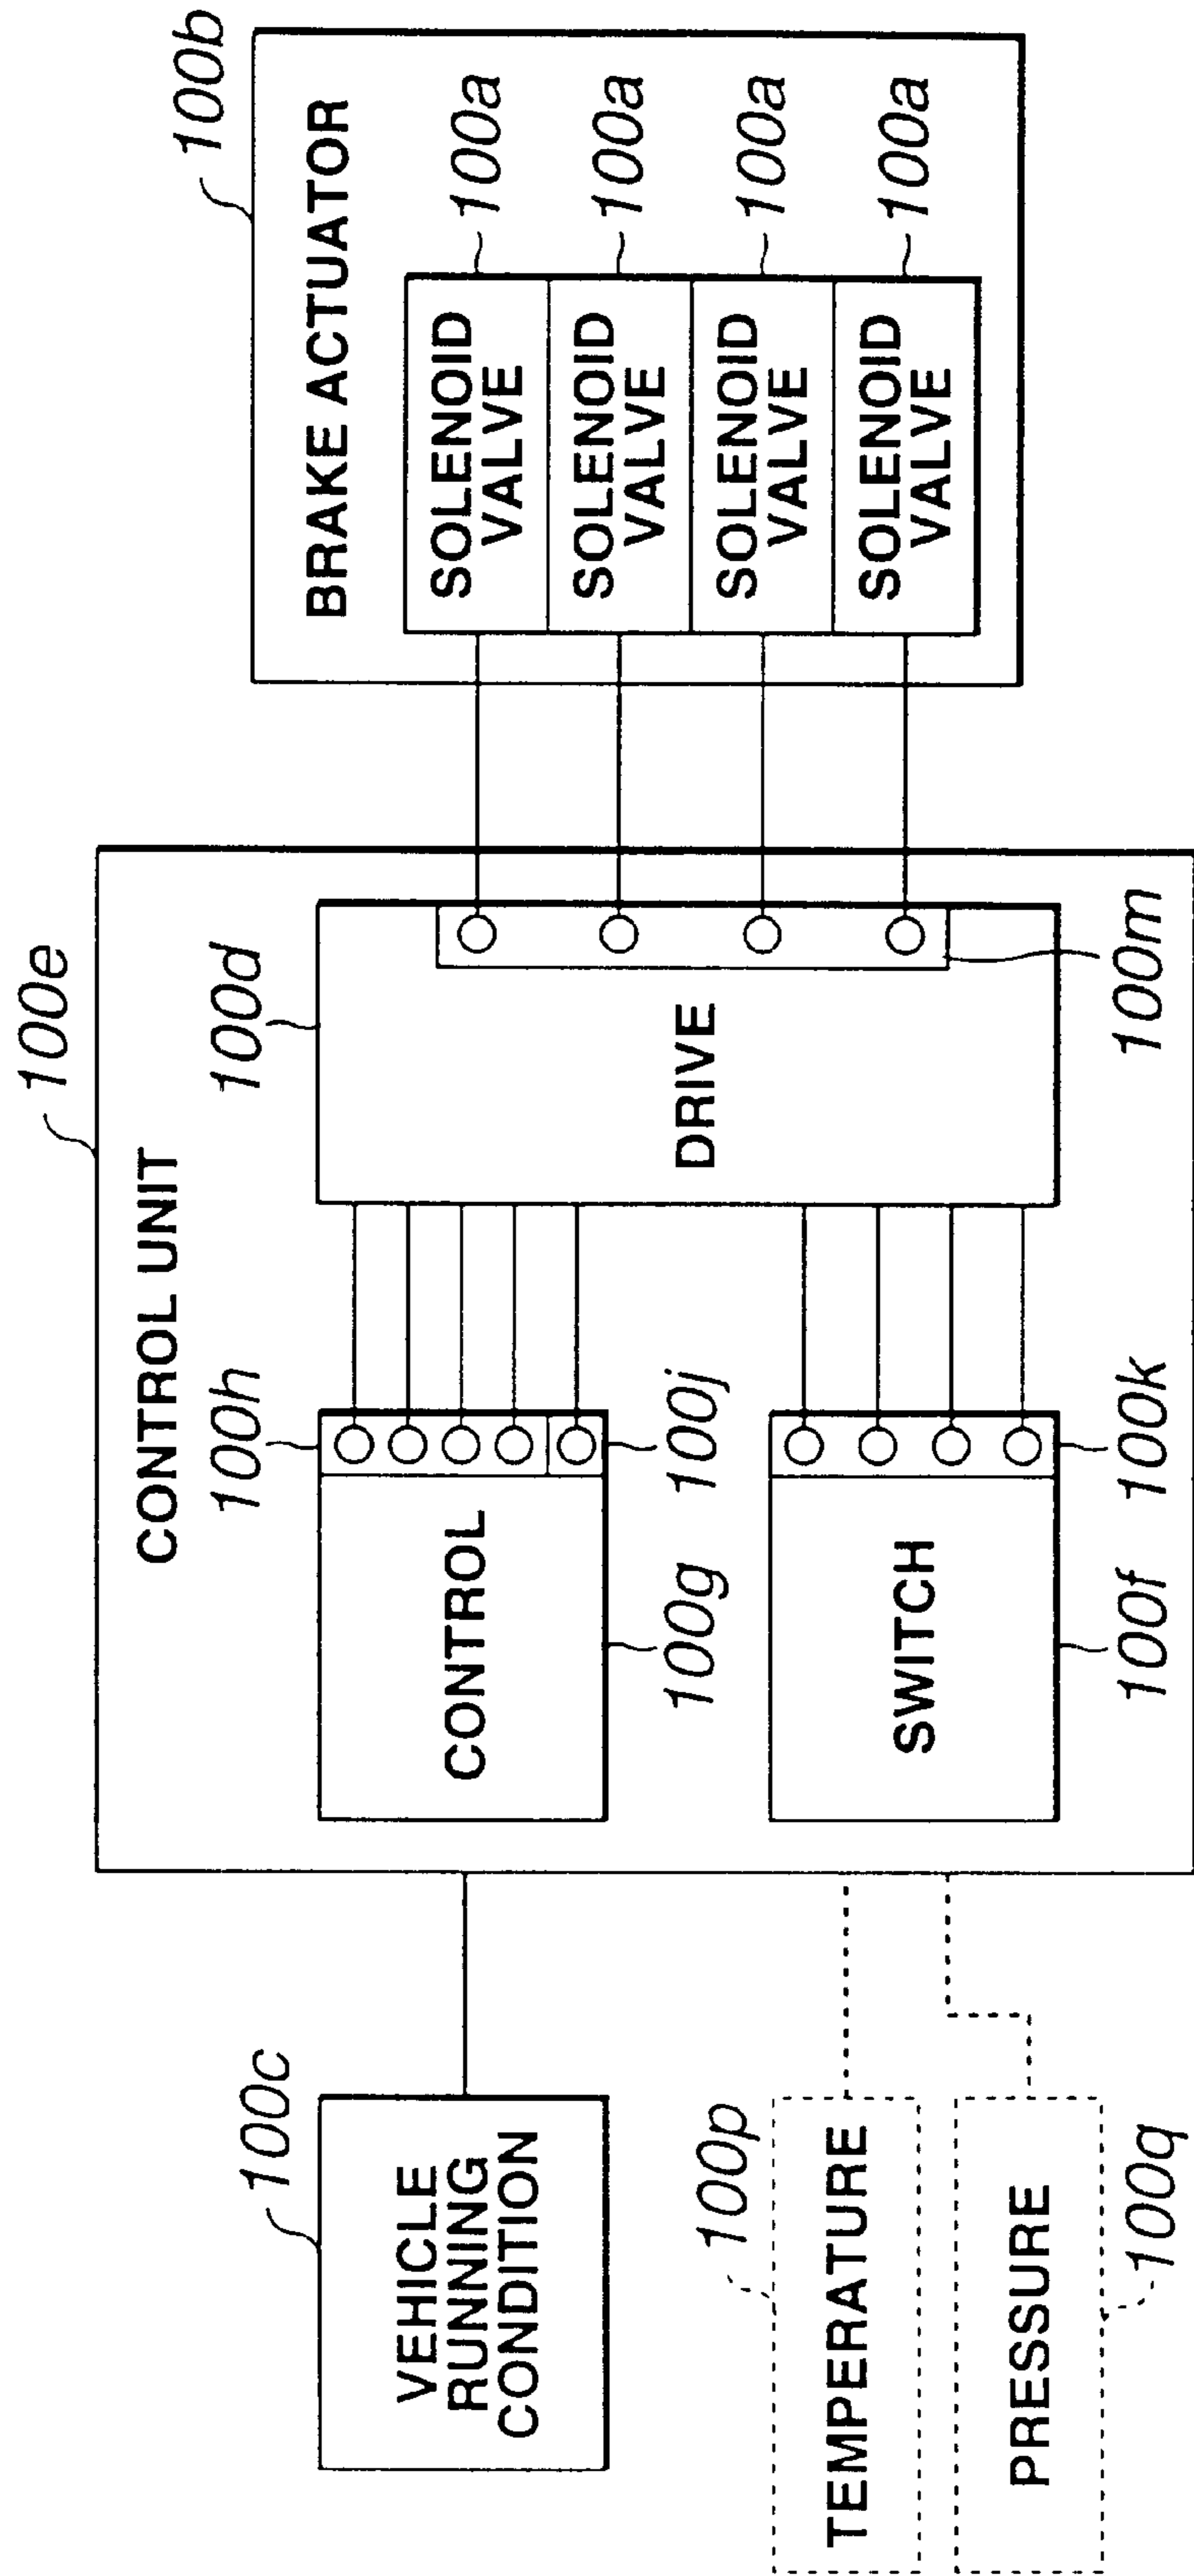 100b
BRAKE ACTUATOR
SOLENOID
VALVE
100a
SOLENOID
VALVE
100a
SOLENOID
VALVE
100a
SOLENOID
VALVE
100a
100e
CONTROL UNIT
100d
DRIVE
100m
100h
100j
CONTROL
100g
100k
SWITCH
100f
100c
VEHICLE
RUNNING
CONDITION
100p
TEMPERATURE
PRESSURE
100q